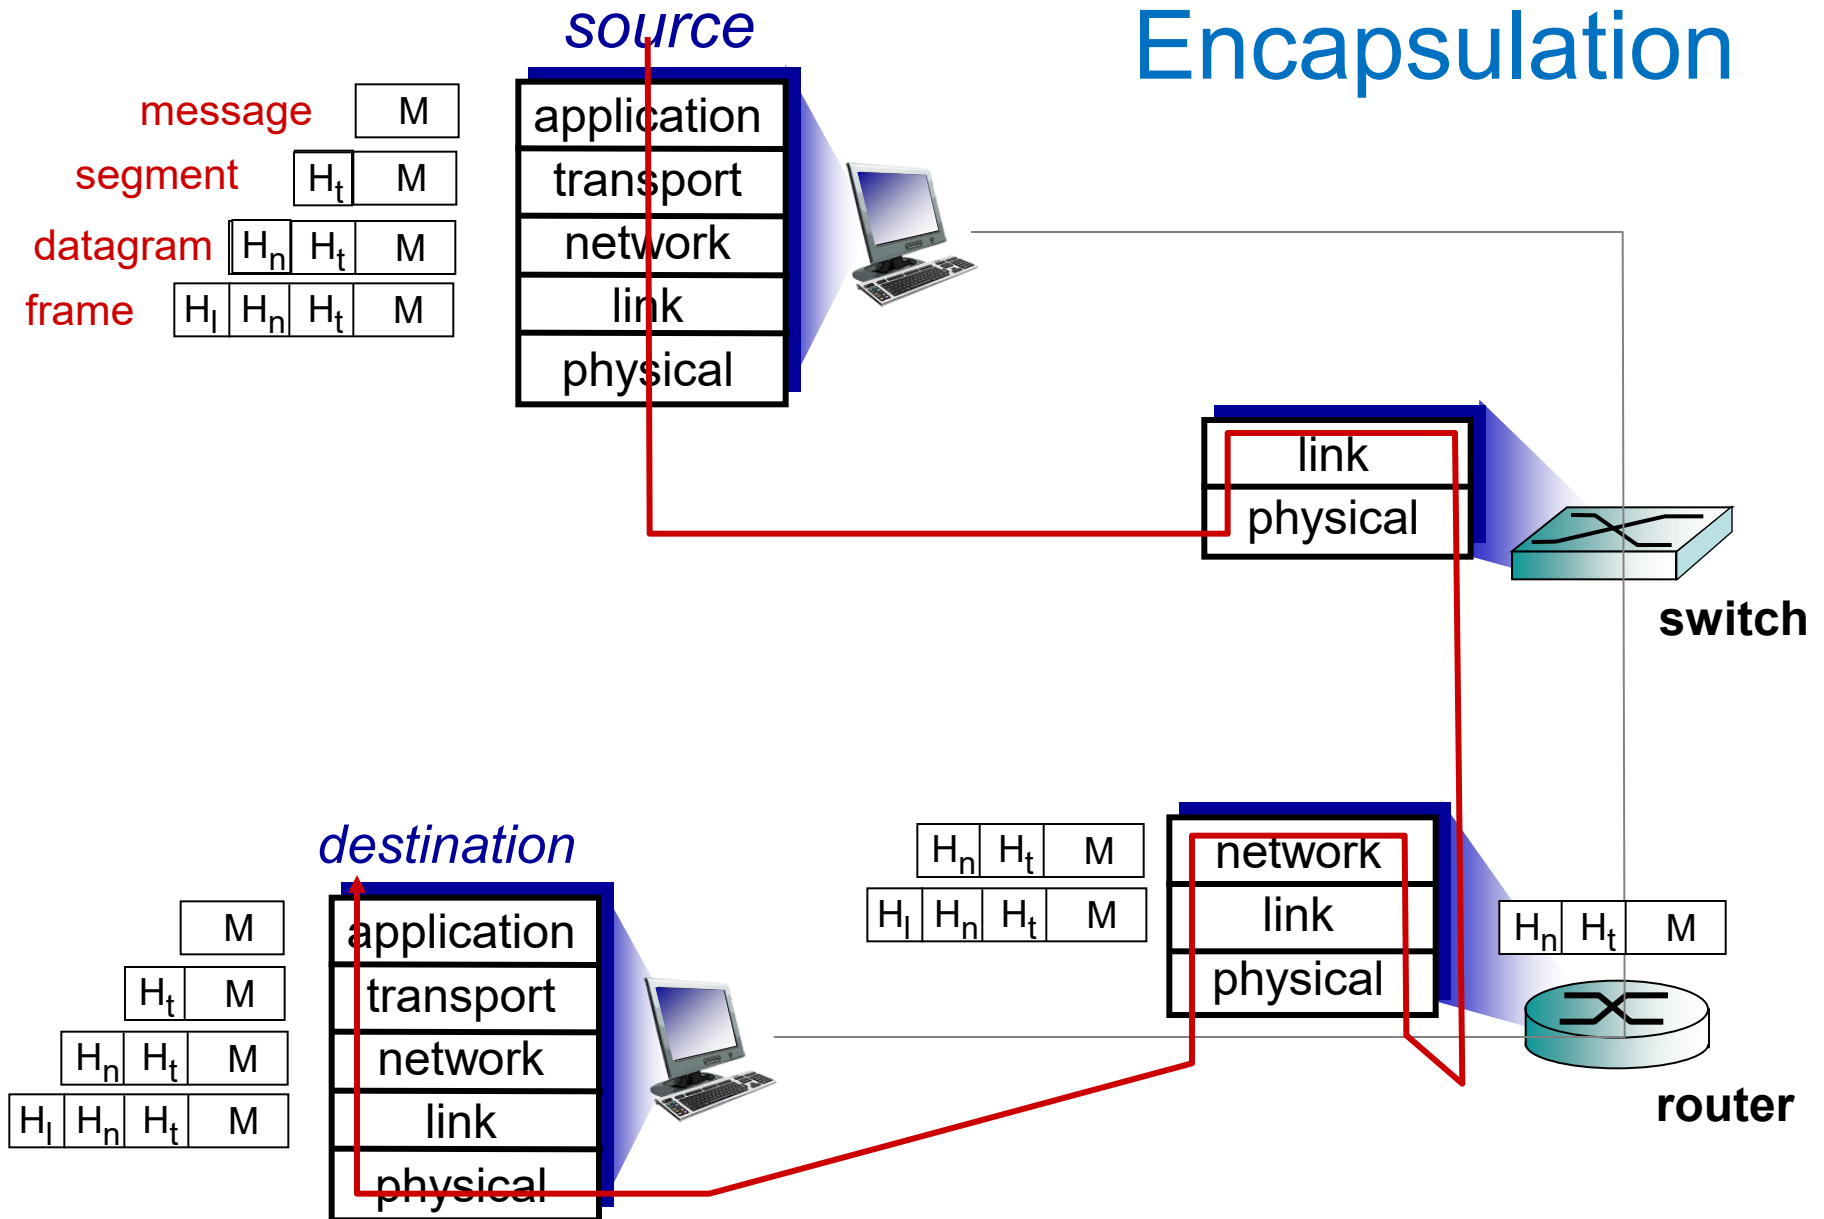 source
Encapsulation
message M
segment Ht M
datagram Hn Ht M
frame Hl Hn Ht M
application
transport
network
link
physical
link
physical
switch
destination
M
Ht M
Hn Ht M
Hl Hn Ht M
application
transport
network
link
physical
Hn Ht M
Hl Hn Ht M
network
link
physical
Hn Ht M
router